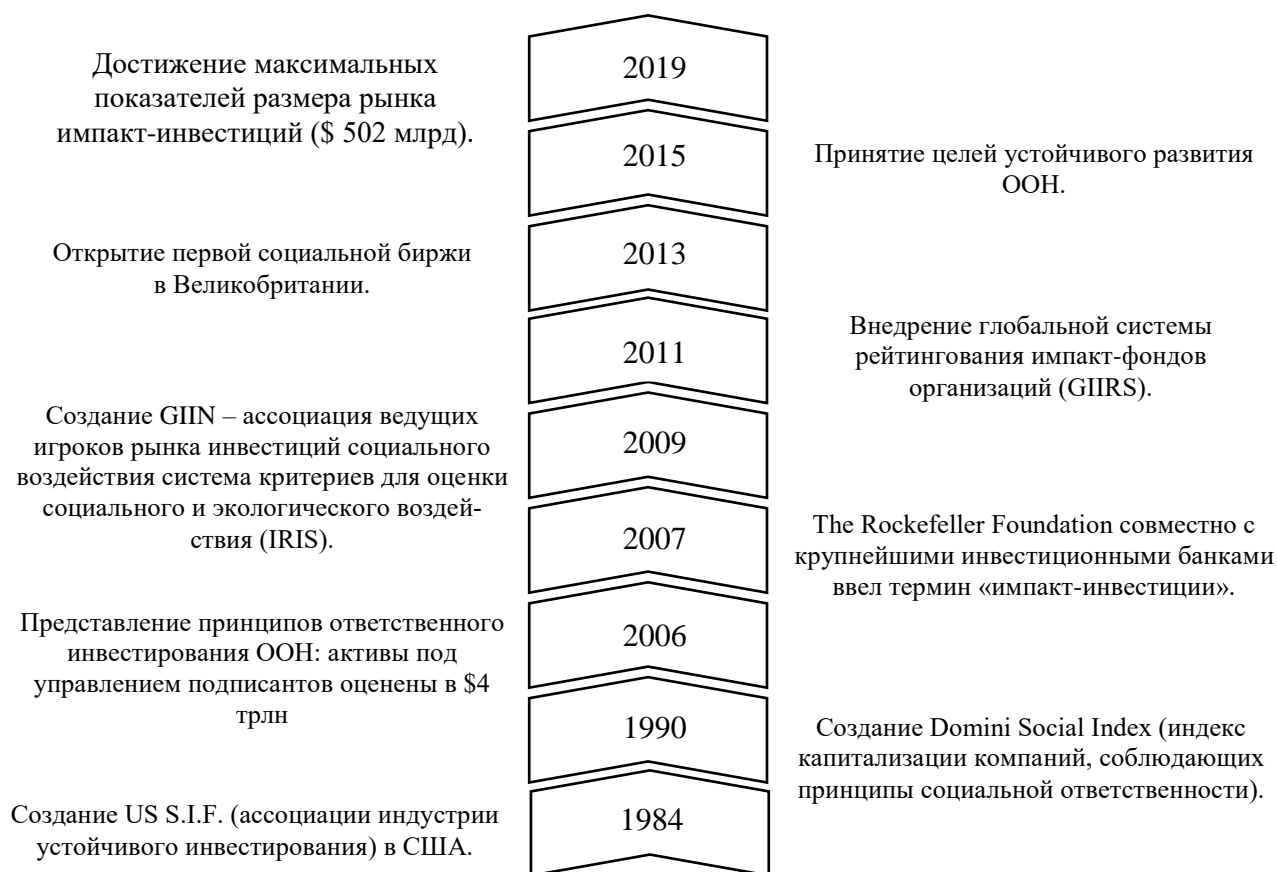 2019
Достижение максимальных
показателей размера рынка
импакт-инвестиций ($ 502 млрд).
2015
Принятие целей устойчивого развития
ООН.
2013
Открытие первой социальной биржи
в Великобритании.
2011
Внедрение глобальной системы
рейтингования импакт-фондов
организаций (GIIRS).
2009
Создание GIIN – ассоциация ведущих
игроков рынка инвестиций социального
воздействия система критериев для оценки
социального и экологического воздей-
ствия (IRIS).
2007
The Rockefeller Foundation совместно с
крупнейшими инвестиционными банками
ввел термин «импакт-инвестиции».
2006
Представление принципов ответственного
инвестирования ООН: активы под
управлением подписантов оценены в $4
трлн
1990
Создание Domini Social Index (индекс
капитализации компаний, соблюдающих
принципы социальной ответственности).
1984
Создание US S.I.F. (ассоциации индустрии
устойчивого инвестирования) в США.